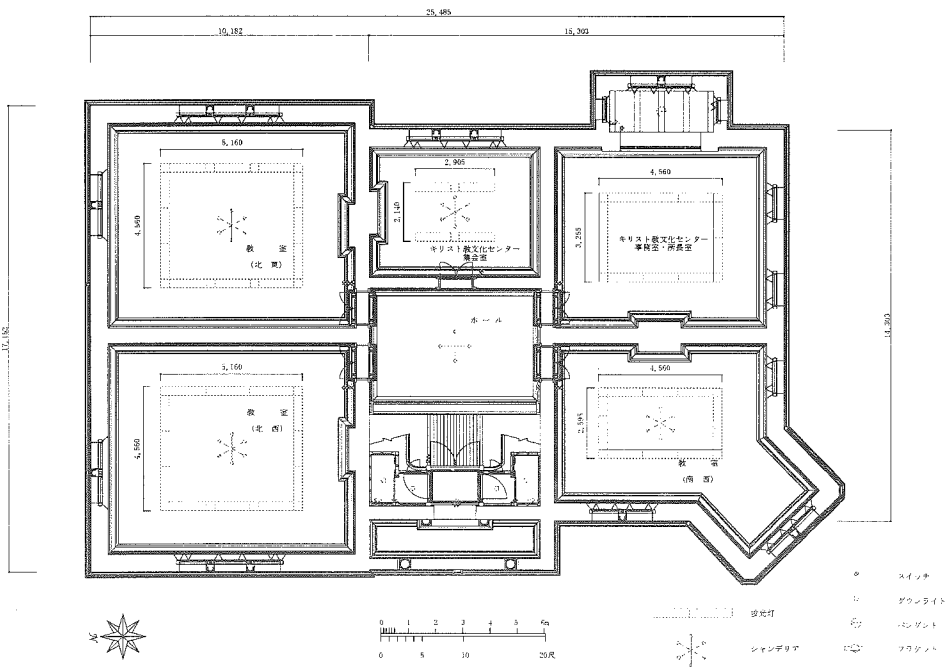 25,485
10,182
15,303
5,160
4,560
教 室
(北 東)
2,905
2,140
キリスト教文化センター
集会室
4,560
3,255
キリスト教文化センター
事務室・所長室
17,152
14,303
ホール
5,160
4,560
教 室
(北 西)
4,560
2,595
教 室
(南 西)
N
0 1 2 3 4 5 6m
0 5 10 20尺
蛍光灯
シャンデリア
スイッチ
ダウンライト
ペンダント
ブラケット